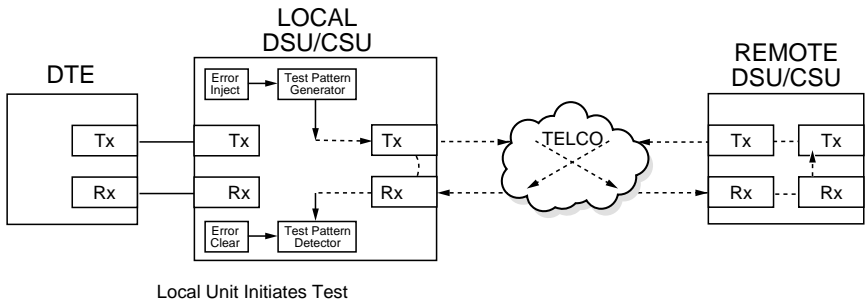 LOCAL
DSU/CSU
DTE
REMOTE
DSU/CSU
Error
Inject
Test Pattern
Generator
Tx
Tx
Tx
TELCO
Tx
Tx
Rx
Rx
Rx
Rx
Rx
Error
Clear
Test Pattern
Detector
Local Unit Initiates Test